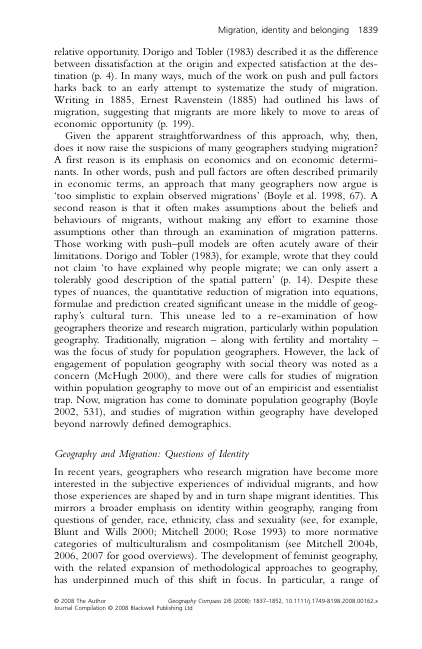 Migration, identity and belonging 1839
relative opportunity. Dorigo and Tobler (1983) described it as the difference
between dissatisfaction at the origin and expected satisfaction at the des-
tination (p. 4). In many ways, much of the work on push and pull factors
harks back to an early attempt to systematize the study of migration.
Writing in 1885, Ernest Ravenstein (1885) had outlined his laws of
migration, suggesting that migrants are more likely to move to areas of
economic opportunity (p. 199).
Given the apparent straightforwardness of this approach, why, then,
does it now raise the suspicions of many geographers studying migration?
A first reason is its emphasis on economics and on economic determi-
nants. In other words, push and pull factors are often described primarily
in economic terms, an approach that many geographers now argue is
‘too simplistic to explain observed migrations’ (Boyle et al. 1998, 67). A
second reason is that it often makes assumptions about the beliefs and
behaviours of migrants, without making any effort to examine those
assumptions other than through an examination of migration patterns.
Those working with push–pull models are often acutely aware of their
limitations. Dorigo and Tobler (1983), for example, wrote that they could
not claim ‘to have explained why people migrate; we can only assert a
tolerably good description of the spatial pattern’ (p. 14). Despite these
types of nuances, the quantitative reduction of migration into equations,
formulae and prediction created significant unease in the middle of geog-
raphy’s cultural turn. This unease led to a re-examination of how
geographers theorize and research migration, particularly within population
geography. Traditionally, migration – along with fertility and mortality –
was the focus of study for population geographers. However, the lack of
engagement of population geography with social theory was noted as a
concern (McHugh 2000), and there were calls for studies of migration
within population geography to move out of an empiricist and essentialist
trap. Now, migration has come to dominate population geography (Boyle
2002, 531), and studies of migration within geography have developed
beyond narrowly defined demographics.
Geography and Migration: Questions of Identity
In recent years, geographers who research migration have become more
interested in the subjective experiences of individual migrants, and how
those experiences are shaped by and in turn shape migrant identities. This
mirrors a broader emphasis on identity within geography, ranging from
questions of gender, race, ethnicity, class and sexuality (see, for example,
Blunt and Wills 2000; Mitchell 2000; Rose 1993) to more normative
categories of multiculturalism and cosmpolitanism (see Mitchell 2004b,
2006, 2007 for good overviews). The development of feminist geography,
with the related expansion of methodological approaches to geography,
has underpinned much of this shift in focus. In particular, a range of
© 2008 The Author Geography Compass 2/6 (2008): 1837–1852, 10.1111/j.1749-8198.2008.00162.x
Journal Compilation © 2008 Blackwell Publishing Ltd